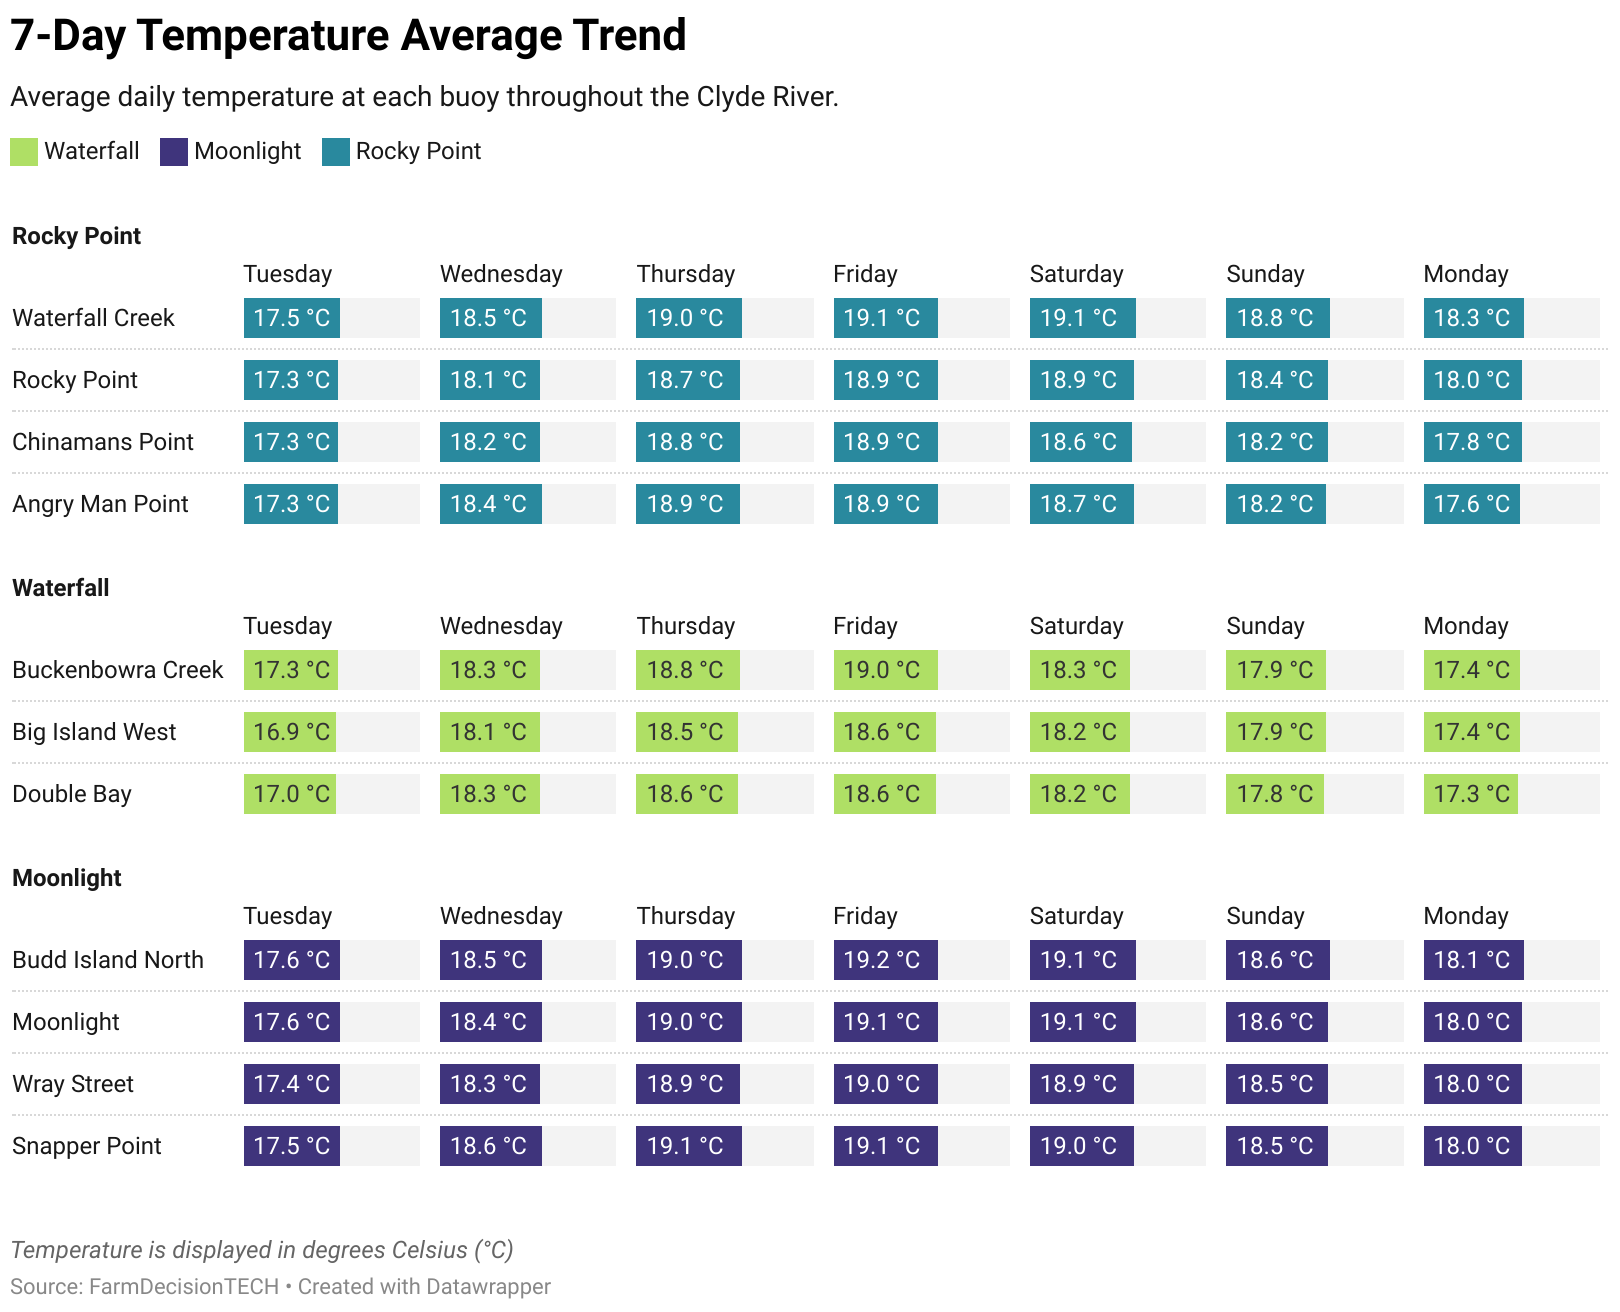 7-Day Temperature Average Trend
Average daily temperature at each buoy throughout the Clyde River.
Waterfall Moonlight Rocky Point
Rocky Point
Tuesday Wednesday Thursday Friday Saturday Sunday Monday
Waterfall Creek 17.5 °C 18.5 °C 19.0 °C 19.1 °C 19.1 °C 18.8 °C 18.3 °C
Rocky Point 17.3 °C 18.1 °C 18.7 °C 18.9 °C 18.9 °C 18.4 °C 18.0 °C
Chinamans Point 17.3 °C 18.2 °C 18.8 °C 18.9 °C 18.6 °C 18.2 °C 17.8 °C
Angry Man Point 17.3 °C 18.4 °C 18.9 °C 18.9 °C 18.7 °C 18.2 °C 17.6 °C
Waterfall
Tuesday Wednesday Thursday Friday Saturday Sunday Monday
Buckenbowra Creek 17.3 °C 18.3 °C 18.8 °C 19.0 °C 18.3 °C 17.9 °C 17.4 °C
Big Island West 16.9 °C 18.1 °C 18.5 °C 18.6 °C 18.2 °C 17.9 °C 17.4 °C
Double Bay 17.0 °C 18.3 °C 18.6 °C 18.6 °C 18.2 °C 17.8 °C 17.3 °C
Moonlight
Tuesday Wednesday Thursday Friday Saturday Sunday Monday
Budd Island North 17.6 °C 18.5 °C 19.0 °C 19.2 °C 19.1 °C 18.6 °C 18.1 °C
Moonlight 17.6 °C 18.4 °C 19.0 °C 19.1 °C 19.1 °C 18.6 °C 18.0 °C
Wray Street 17.4 °C 18.3 °C 18.9 °C 19.0 °C 18.9 °C 18.5 °C 18.0 °C
Snapper Point 17.5 °C 18.6 °C 19.1 °C 19.1 °C 19.0 °C 18.5 °C 18.0 °C
Temperature is displayed in degrees Celsius (°C)
Source: FarmDecisionTECH • Created with Datawrapper